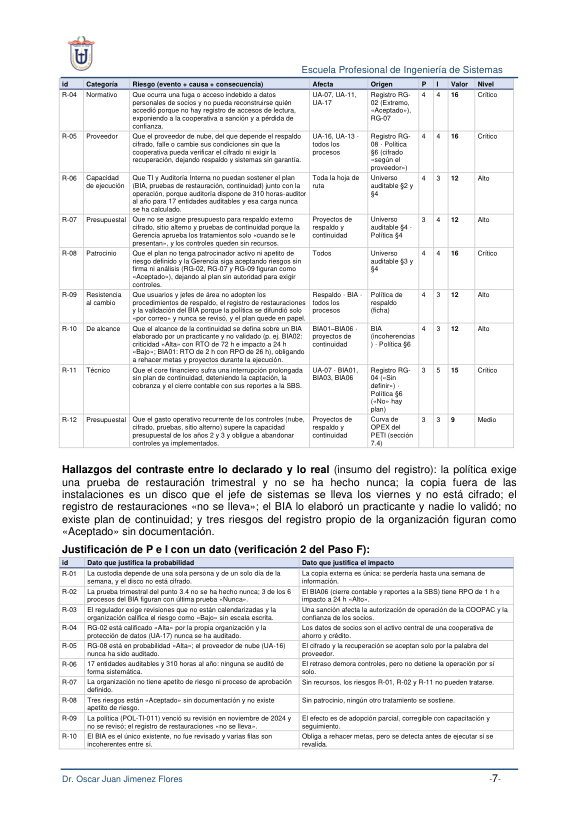 Escuela Profesional de Ingeniería de Sistemas
Id Categoría Riesgo (evento + causa + consecuencia) Afecta Origen P I Valor Nivel
R-04 Normativo Que ocurra una fuga o acceso indebido a datos personales de socios y no pueda reconstruirse quién accedió porque no hay registro de accesos de lectura, exponiendo a la cooperativa a sanción y a pérdida de confianza. UA-07, UA-11, UA-17 Registro RG-02 (Extremo, «Aceptado»), RG-07 4 4 16 Crítico
R-05 Proveedor Que el proveedor de nube, del que depende el respaldo cifrado, falle o cambie sus condiciones sin que la cooperativa pueda verificar el cifrado ni exigir la recuperación, dejando respaldo y sistemas sin garantía. UA-16, UA-13 · todos los procesos Registro RG-08 · Política §6 (cifrado «según el proveedor») 4 4 16 Crítico
R-06 Capacidad de ejecución Que TI y Auditoría Interna no puedan sostener el plan (BIA, pruebas de restauración, continuidad) junto con la operación, porque auditoría dispone de 310 horas-auditor al año para 17 entidades auditables y esa carga nunca se ha calculado. Toda la hoja de ruta Universo auditable §2 y §4 4 3 12 Alto
R-07 Presupuestal Que no se asigne presupuesto para respaldo externo cifrado, sitio alterno y pruebas de continuidad porque la Gerencia aprueba los tratamientos solo «cuando se le presentan», y los controles queden sin recursos. Proyectos de respaldo y continuidad Universo auditable §4 · Política §4 3 4 12 Alto
R-08 Patrocinio Que el plan no tenga patrocinador activo ni apetito de riesgo definido y la Gerencia siga aceptando riesgos sin firma ni análisis (RG-02, RG-07 y RG-09 figuran como «Aceptado»), dejando al plan sin autoridad para exigir controles. Todos Universo auditable §3 y §4 4 4 16 Crítico
R-09 Resistencia al cambio Que usuarios y jefes de área no adopten los procedimientos de respaldo, el registro de restauraciones y la validación del BIA porque la política se difundió solo «por correo» y nunca se revisó, y el plan quede en papel. Respaldo · BIA · todos los procesos Política de respaldo (ficha) 4 3 12 Alto
R-10 De alcance Que el alcance de la continuidad se defina sobre un BIA elaborado por un practicante y no validado (p. ej. BIA02: criticidad «Alta» con RTO de 72 h e impacto a 24 h «Bajo»; BIA01: RTO de 2 h con RPO de 26 h), obligando a rehacer metas y proyectos durante la ejecución. BIA01–BIA06 · proyectos de continuidad BIA (incoherencias) · Política §6 4 3 12 Alto
R-11 Técnico Que el core financiero sufra una interrupción prolongada sin plan de continuidad, deteniendo la captación, la cobranza y el cierre contable con sus reportes a la SBS. UA-07 · BIA01, BIA03, BIA06 Registro RG-04 («Sin definir») · Política §6 («No» hay plan) 3 5 15 Crítico
R-12 Presupuestal Que el gasto operativo recurrente de los controles (nube, cifrado, pruebas, sitio alterno) supere la capacidad presupuestal de los años 2 y 3 y obligue a abandonar controles ya implementados. Proyectos de respaldo y continuidad Curva de OPEX del PETI (sección 7.4) 3 3 9 Medio
Hallazgos del contraste entre lo declarado y lo real (insumo del registro): la política exige
una prueba de restauración trimestral y no se ha hecho nunca; la copia fuera de las
instalaciones es un disco que el jefe de sistemas se lleva los viernes y no está cifrado; el
registro de restauraciones «no se lleva»; el BIA lo elaboró un practicante y nadie lo validó; no
existe plan de continuidad; y tres riesgos del registro propio de la organización figuran como
«Aceptado» sin documentación.
Justificación de P e I con un dato (verificación 2 del Paso F):
Id Dato que justifica la probabilidad Dato que justifica el impacto
R-01 La custodia depende de una sola persona y de un solo día de la semana, y el disco no está cifrado. La copia externa es única: se perdería hasta una semana de información.
R-02 La prueba trimestral del punto 3.4 no se ha hecho nunca; 3 de los 6 procesos del BIA figuran con última prueba «Nunca». El BIA06 (cierre contable y reportes a la SBS) tiene RPO de 1 h e impacto a 24 h «Alto».
R-03 El regulador exige revisiones que no están calendarizadas y la organización califica el riesgo como «Bajo» sin escala escrita. Una sanción afecta la autorización de operación de la COOPAC y la confianza de los socios.
R-04 RG-02 está calificado «Alta» por la propia organización y la protección de datos (UA-17) nunca se ha auditado. Los datos de socios son el activo central de una cooperativa de ahorro y crédito.
R-05 RG-08 está en probabilidad «Alta»; el proveedor de nube (UA-16) nunca ha sido auditado. El cifrado y la recuperación se aceptan solo por la palabra del proveedor.
R-06 17 entidades auditables y 310 horas al año: ninguna se auditó de forma sistemática. El retraso demora controles, pero no detiene la operación por sí solo.
R-07 La organización no tiene apetito de riesgo ni proceso de aprobación definido. Sin recursos, los riesgos R-01, R-02 y R-11 no pueden tratarse.
R-08 Tres riesgos están «Aceptado» sin documentación y no existe apetito de riesgo. Sin patrocinio, ningún otro tratamiento se sostiene.
R-09 La política (POL-TI-011) venció su revisión en noviembre de 2024 y no se revisó; el registro de restauraciones «no se lleva». El efecto es de adopción parcial, corregible con capacitación y seguimiento.
R-10 El BIA es el único existente, no fue revisado y varias filas son incoherentes entre sí. Obliga a rehacer metas, pero se detecta antes de ejecutar si se revalida.
Dr. Oscar Juan Jimenez Flores -7-